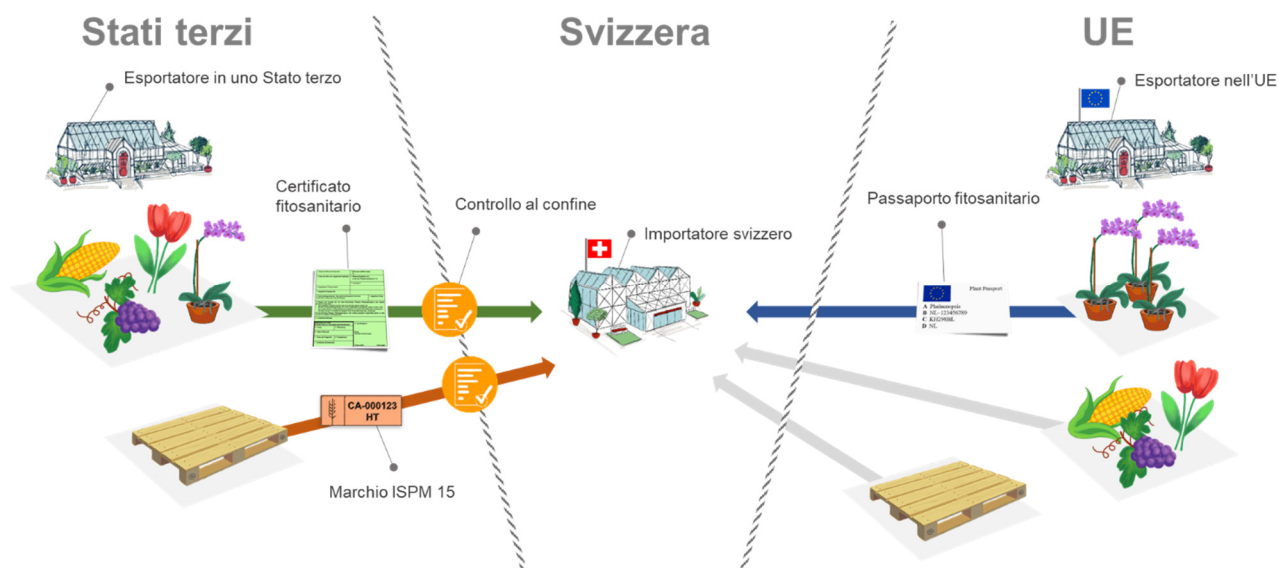 Stati terzi
Svizzera
UE
Esportatore in uno Stato terzo
Esportatore nell'UE
Certificato
fitosanitario
Controllo al confine
Importatore svizzero
Passaporto fitosanitario
Plant Passport
A Phalaenopsis
B NL-123456789
D NL
CA-000123
HT
Marchio ISPM 15